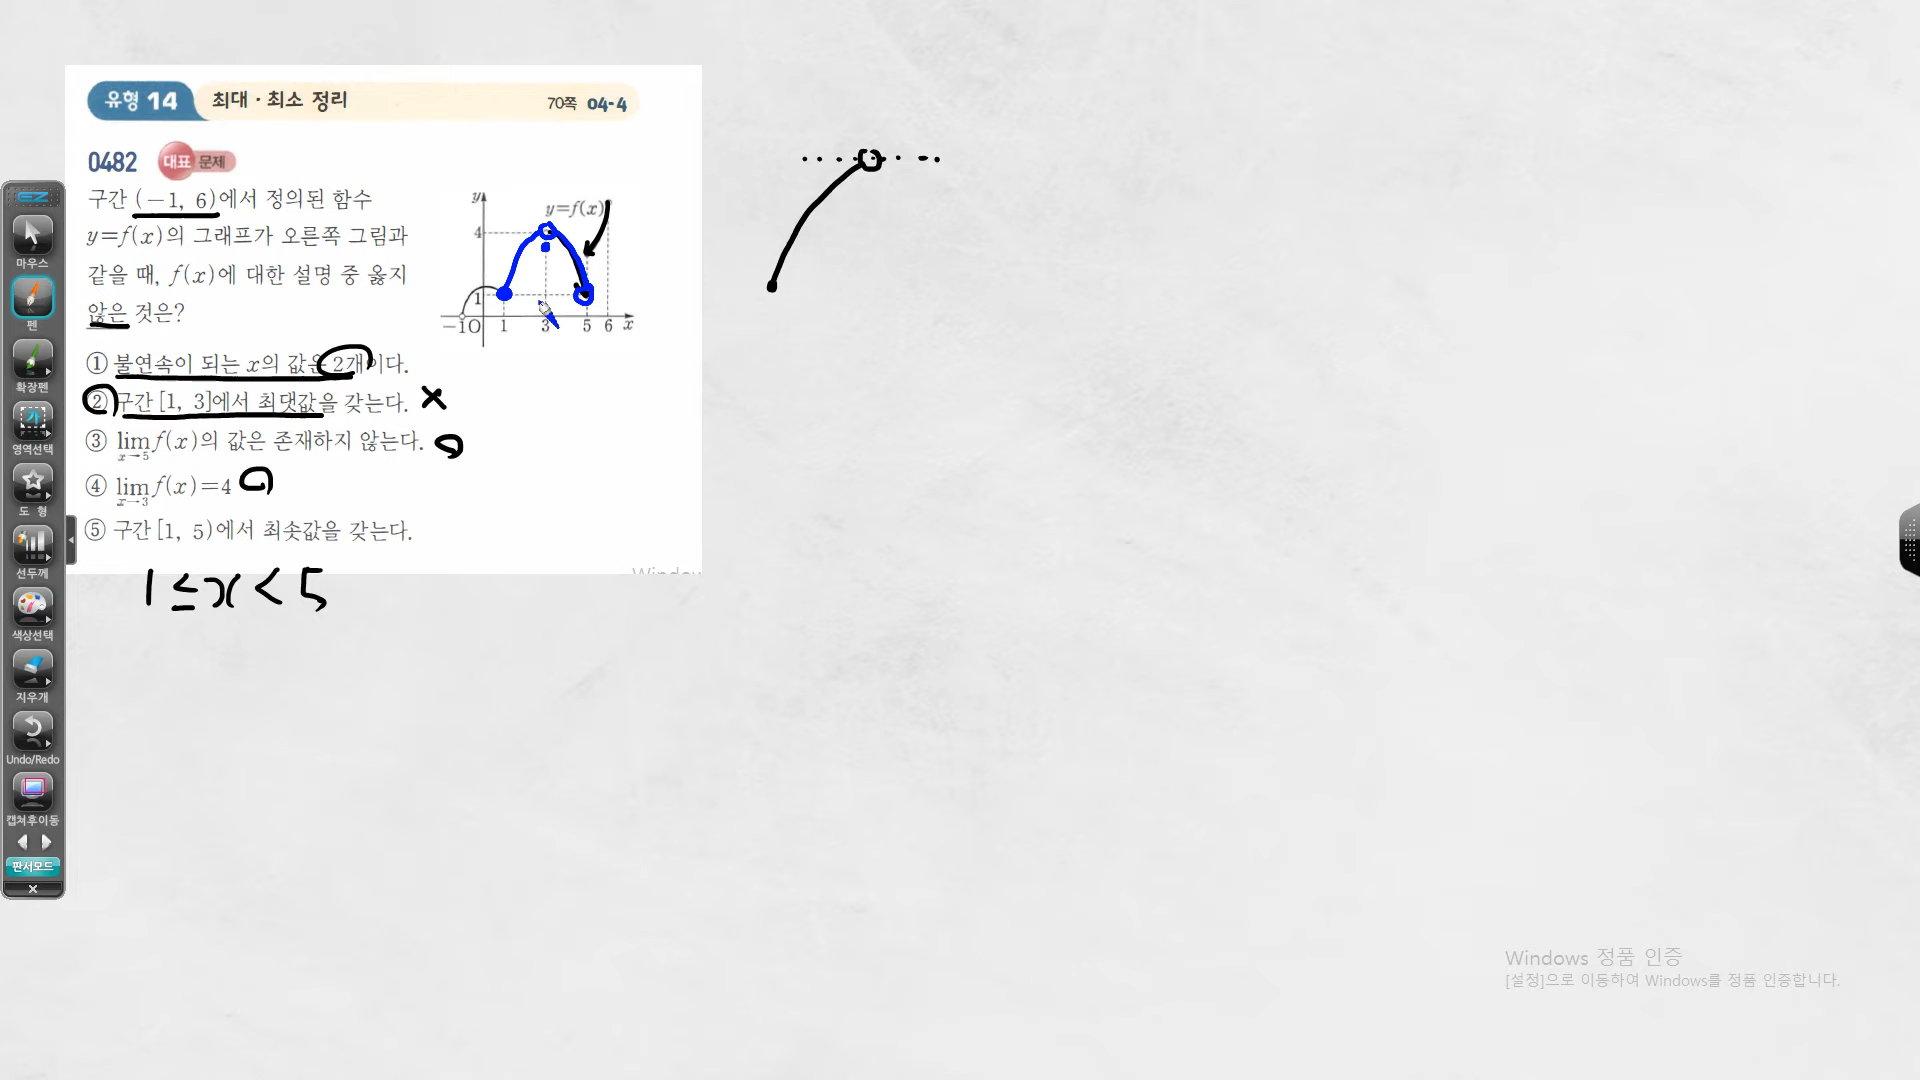 유형 14 최대·최소 정리 70쪽 04-4
0482 대표 문제
구간 (−1, 6)에서 정의된 함수
y=f(x)의 그래프가 오른쪽 그림과
같을 때, f(x)에 대한 설명 중 옳지
않은 것은?
y
y=f(x)
4
1
−1 O 1 3 5 6 x
① 불연속이 되는 x의 값은 2개이다.
② 구간 [1, 3]에서 최댓값을 갖는다. ×
③ lim f(x)의 값은 존재하지 않는다.
x→5
④ lim f(x)=4
x→3
⑤ 구간 [1, 5)에서 최솟값을 갖는다.
1≤x<5
EZ
마우스
펜
확장펜
가
영역선택
도 형
선두께
색상선택
지우개
Undo/Redo
캡쳐후이동
판서모드
x
Windows 정품 인증
[설정]으로 이동하여 Windows를 정품 인증합니다.